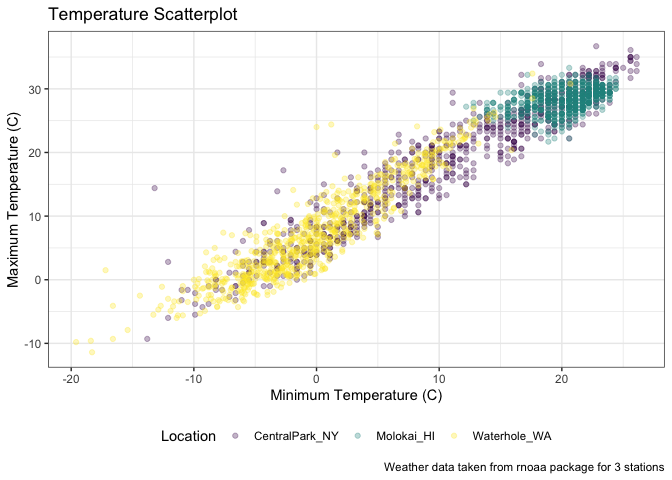 Temperature Scatterplot
Maximum Temperature (C)
30
20
10
0
-10
-20 -10 0 10 20
Minimum Temperature (C)
Location CentralPark_NY Molokai_HI Waterhole_WA
Weather data taken from rnoaa package for 3 stations